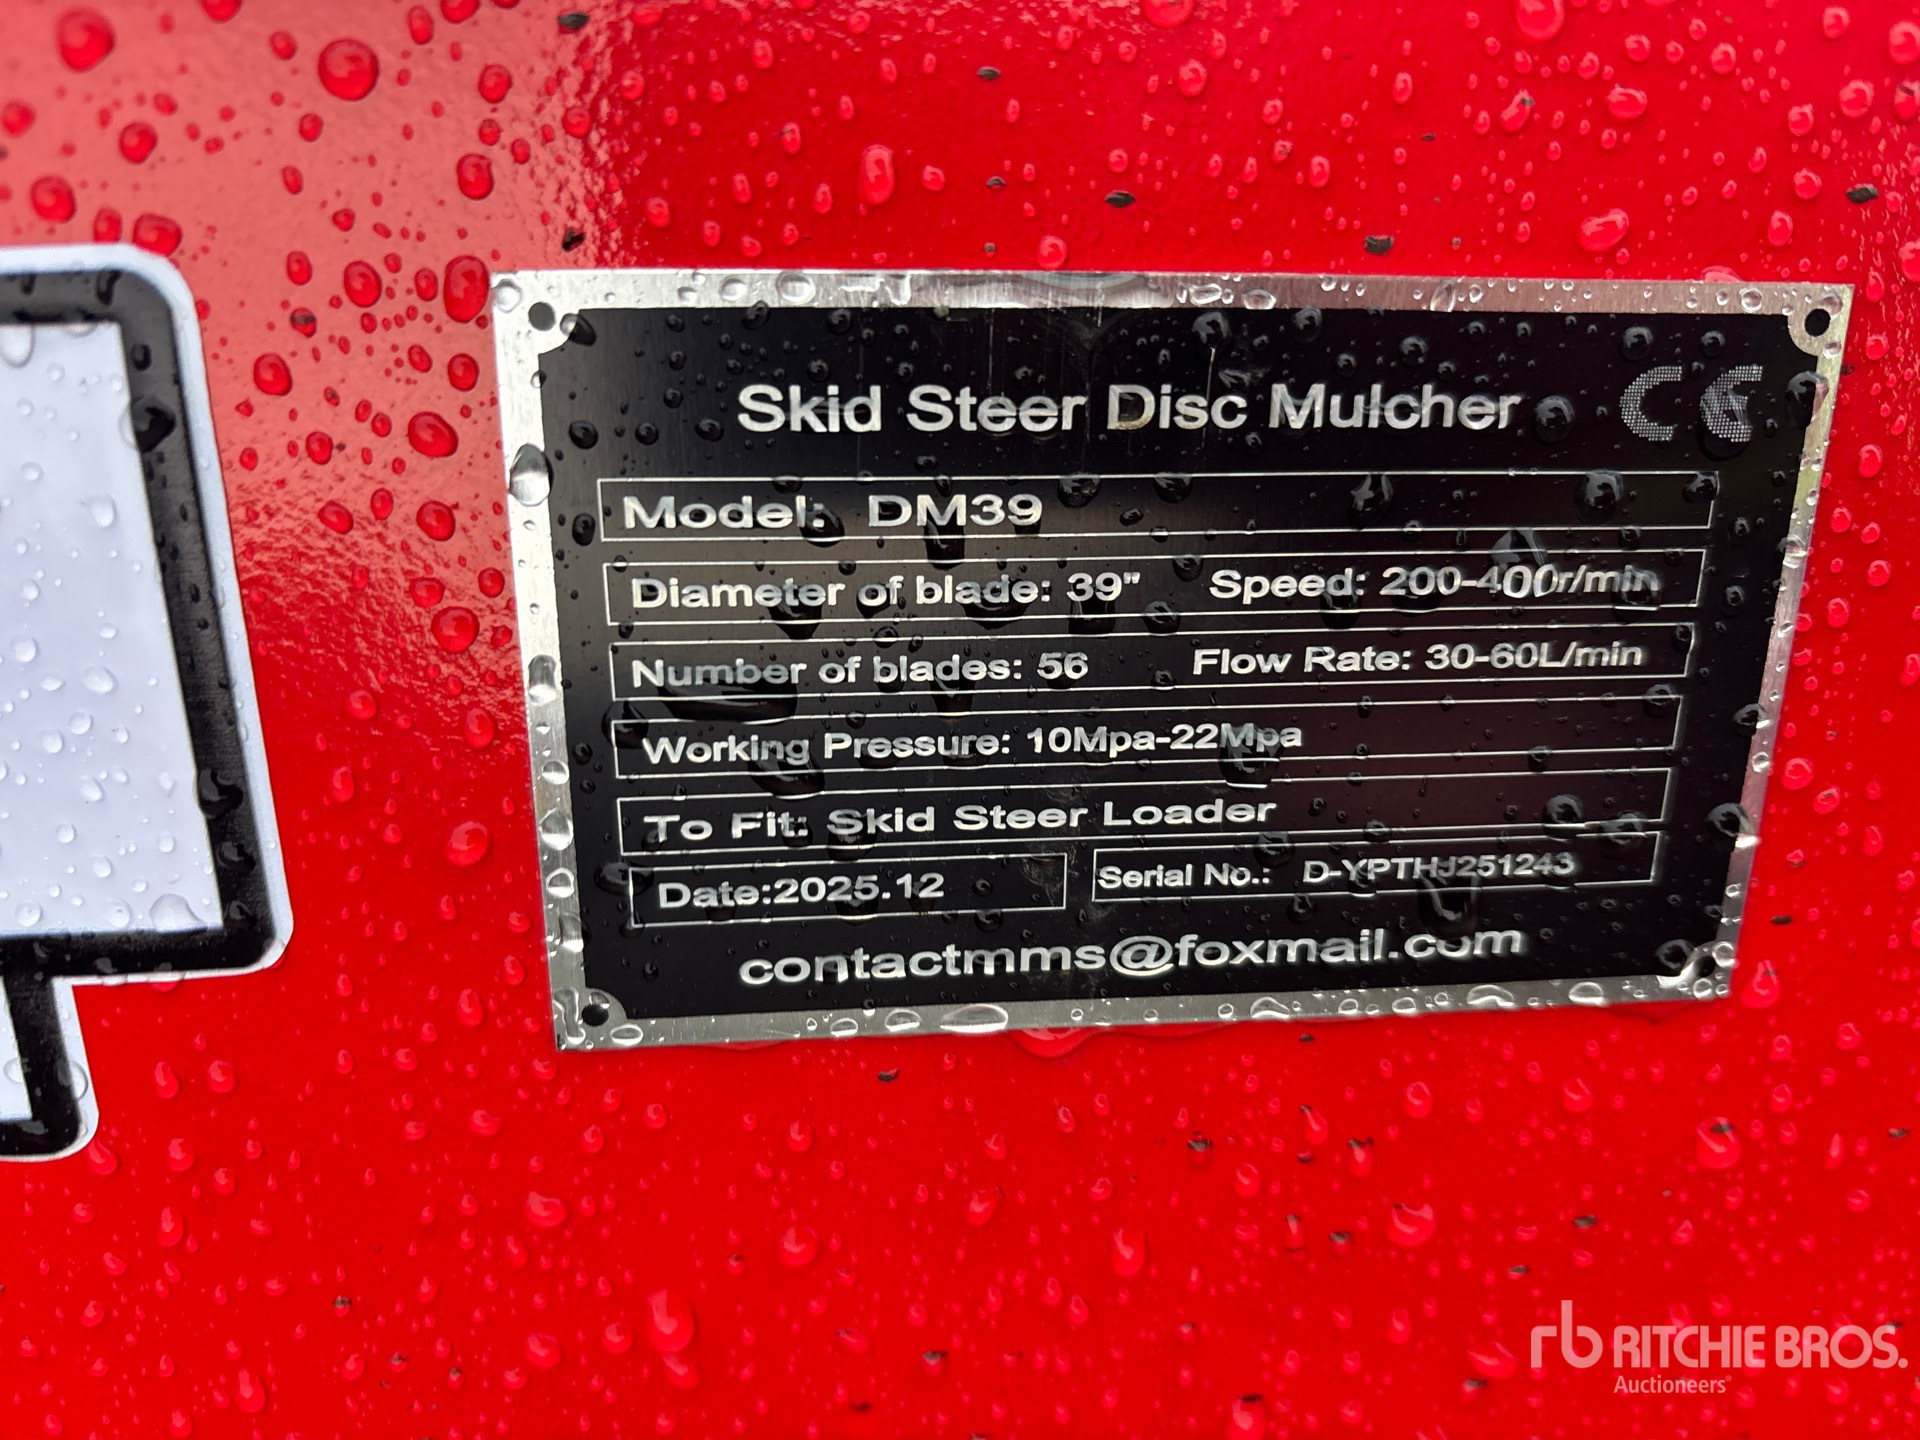 Skid Steer Disc Mulcher CE
Model: DM39
Diameter of blade: 39" Speed: 200-400r/min
Number of blades: 56 Flow Rate: 30-60L/min
Working Pressure: 10Mpa-22Mpa
To Fit: Skid Steer Loader
Date:2025.12 Serial No.: D-YPTHJ251243
contactmms@foxmail.com
rb RITCHIE BROS.
Auctioneers